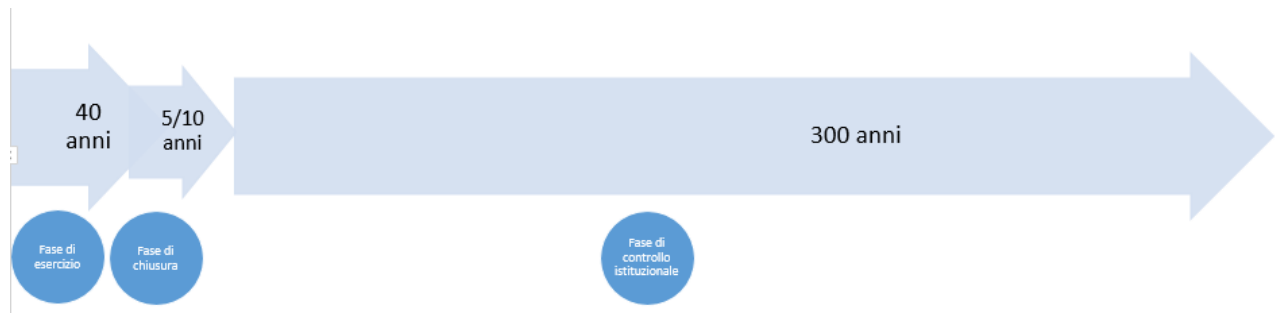 40
anni
5/10
anni
300 anni
Fase di
esercizio
Fase di
chiusura
Fase di
controllo
istituzionale